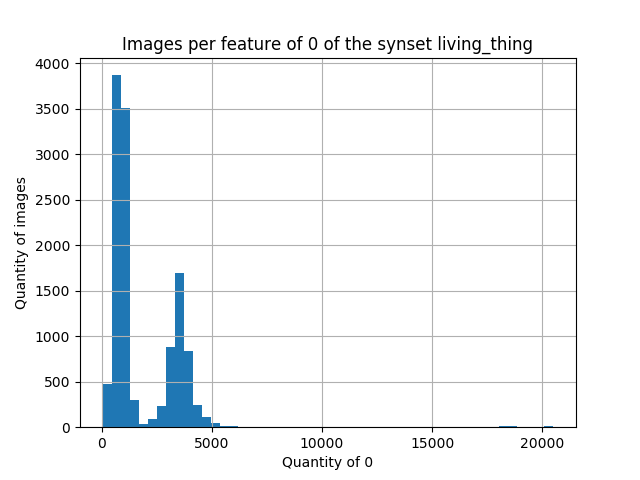 Images per feature of 0 of the synset living_thing
4000
3500
3000
2500
2000
1500
1000
500
0
Quantity of images
0 5000 10000 15000 20000
Quantity of 0